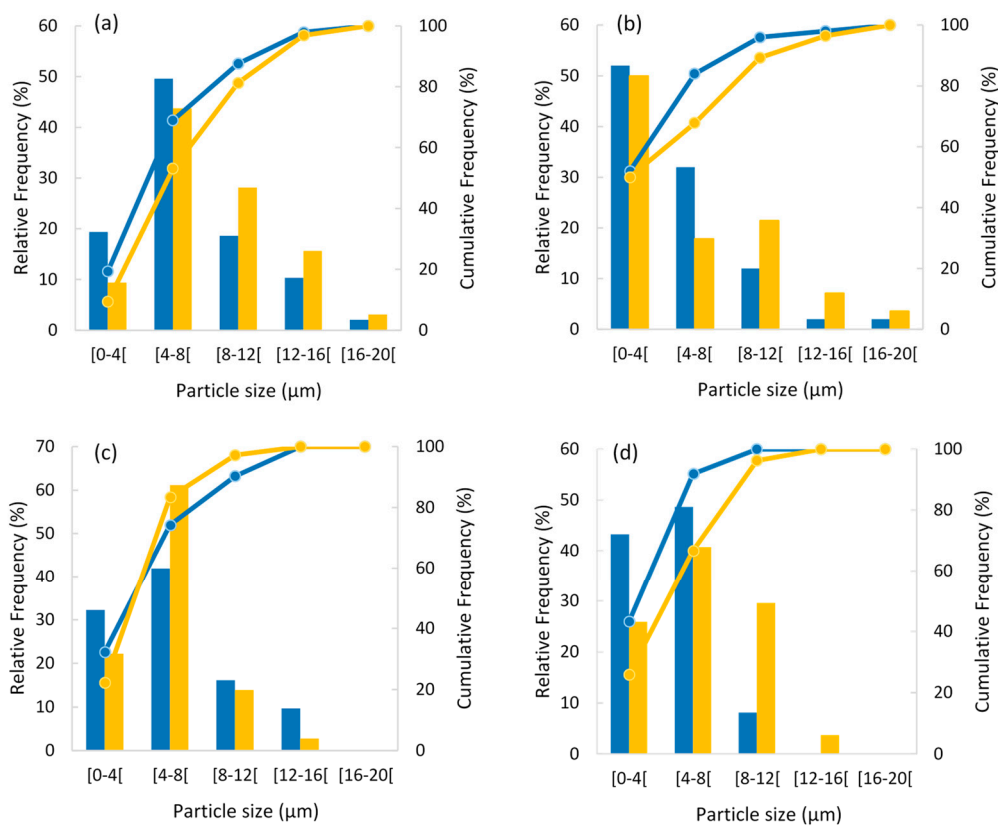 (a)
Relative Frequency (%)
60
50
40
30
20
10
0
100
80
60
40
20
0
Cumulative Frequency (%)
[0-4[ [4-8[ [8-12[ [12-16[ [16-20[
Particle size (µm)
(b)
Relative Frequency (%)
60
50
40
30
20
10
0
100
80
60
40
20
0
Cumulative Frequency (%)
[0-4[ [4-8[ [8-12[ [12-16[ [16-20[
Particle size (µm)
(c)
Relative Frequency (%)
70
60
50
40
30
20
10
0
100
80
60
40
20
0
Cumulative Frequency (%)
[0-4[ [4-8[ [8-12[ [12-16[ [16-20[
Particle size (µm)
(d)
Relative Frequency (%)
60
50
40
30
20
10
0
100
80
60
40
20
0
Cumulative Frequency (%)
[0-4[ [4-8[ [8-12[ [12-16[ [16-20[
Particle size (µm)